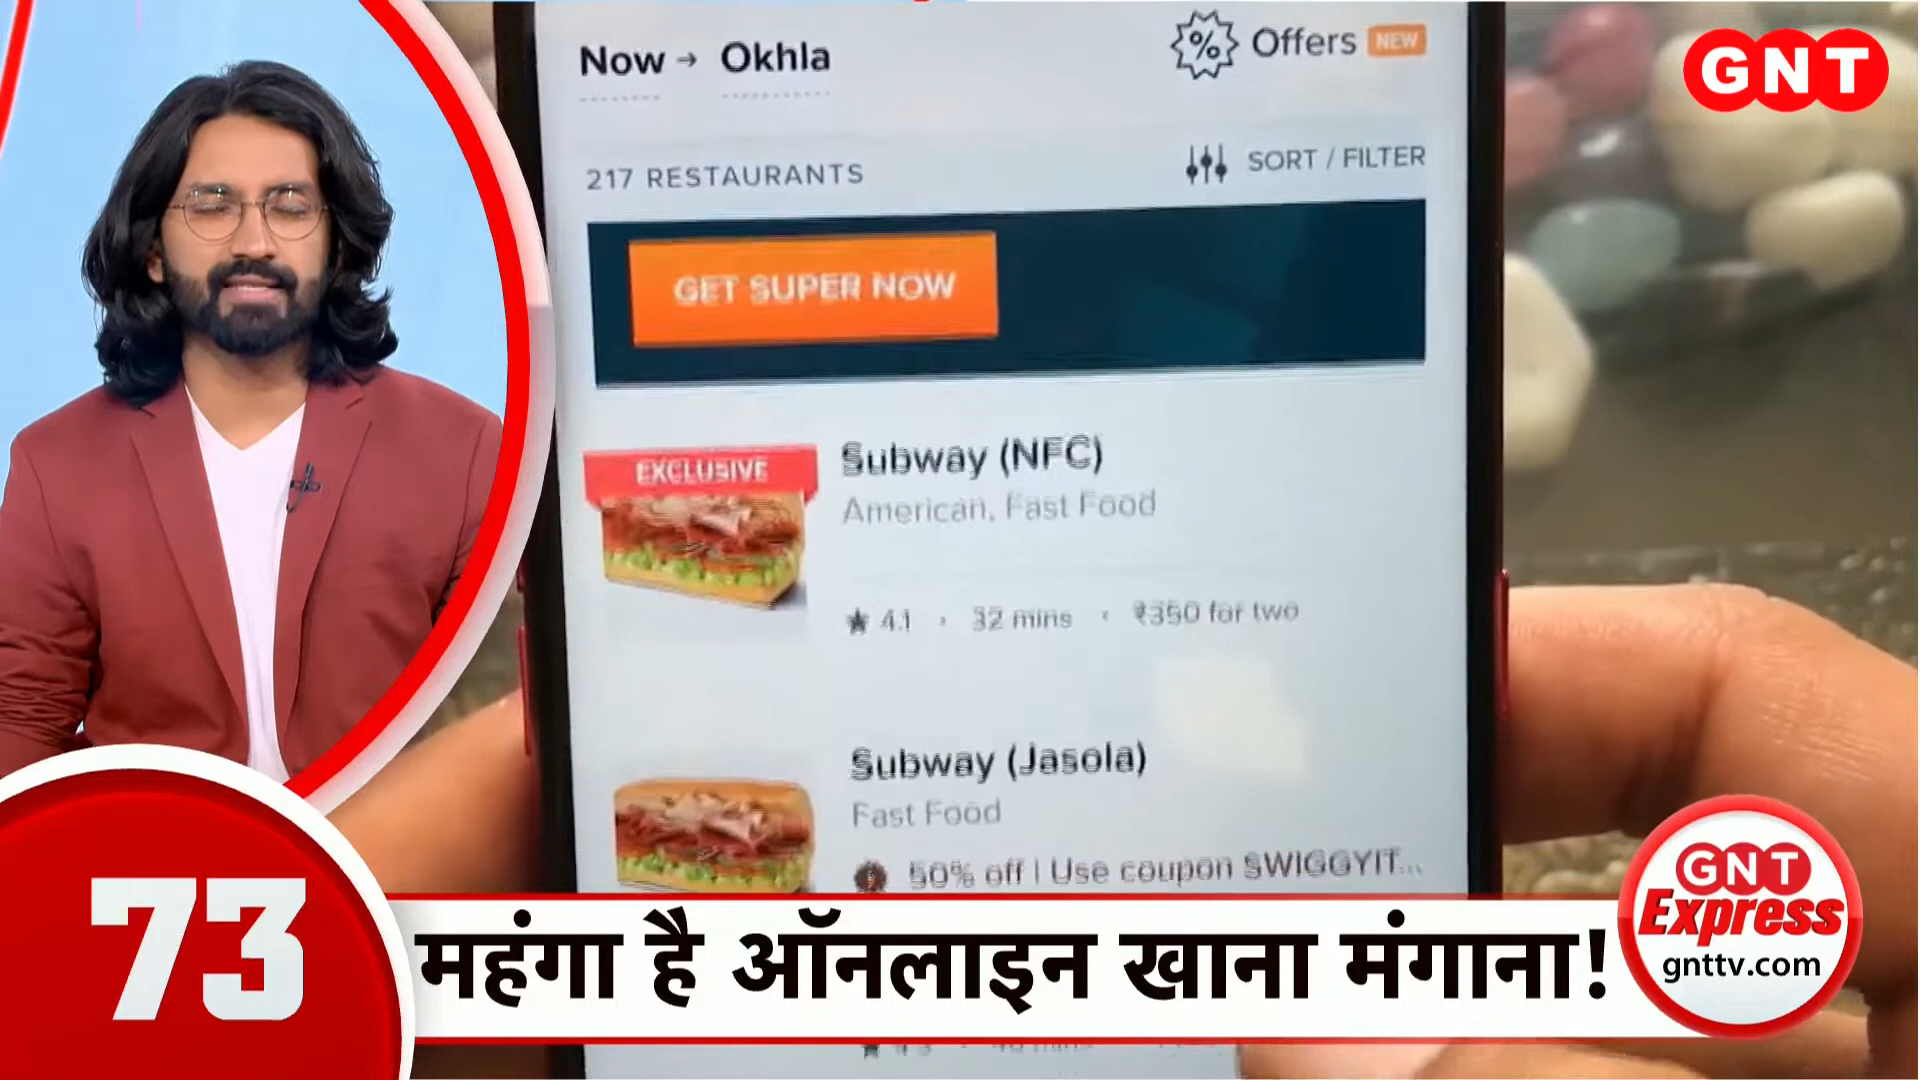 Now → Okhla
Offers NEW
GNT
217 RESTAURANTS
SORT / FILTER
GET SUPER NOW
EXCLUSIVE
Subway (NFC)
American, Fast Food
★ 4.1 · 32 mins · ₹350 for two
Subway (Jasola)
Fast Food
50% off | Use coupon SWIGGYIT...
73
महंगा है ऑनलाइन खाना मंगाना!
GNT
Express
gnttv.com